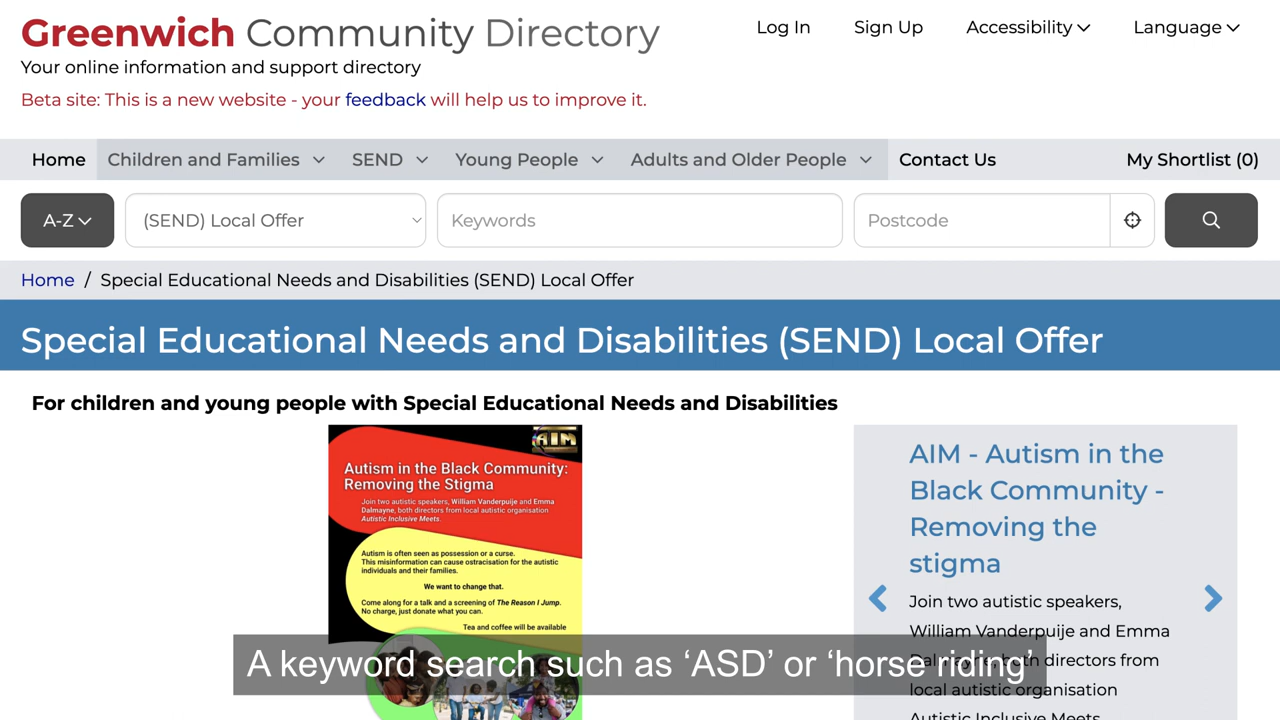 Greenwich Community Directory
Log In
Sign Up
Accessibility
Language
Your online information and support directory
Beta site: This is a new website - your feedback will help us to improve it.
Home
Children and Families
SEND
Young People
Adults and Older People
Contact Us
My Shortlist (0)
A-Z
(SEND) Local Offer
Keywords
Postcode
Home / Special Educational Needs and Disabilities (SEND) Local Offer
Special Educational Needs and Disabilities (SEND) Local Offer
For children and young people with Special Educational Needs and Disabilities
AIM
Autism in the Black Community:
Removing the Stigma
Join two autistic speakers, William Vanderpuije and Emma
Dalmayne, both directors from local autistic organisation
Autistic Inclusive Meets.
Autism is often seen as possession or a curse.
This misinformation can cause ostracisation for the autistic
individuals and their families.
We want to change that.
Come along for a talk and a screening of The Reason I Jump.
No charge, just donate what you can.
Tea and coffee will be available
AIM - Autism in the
Black Community -
Removing the
stigma
Join two autistic speakers,
William Vanderpuije and Emma
Dalmayne, both directors from
local autistic organisation
Autistic Inclusive Meets
A keyword search such as ‘ASD’ or ‘horse riding’